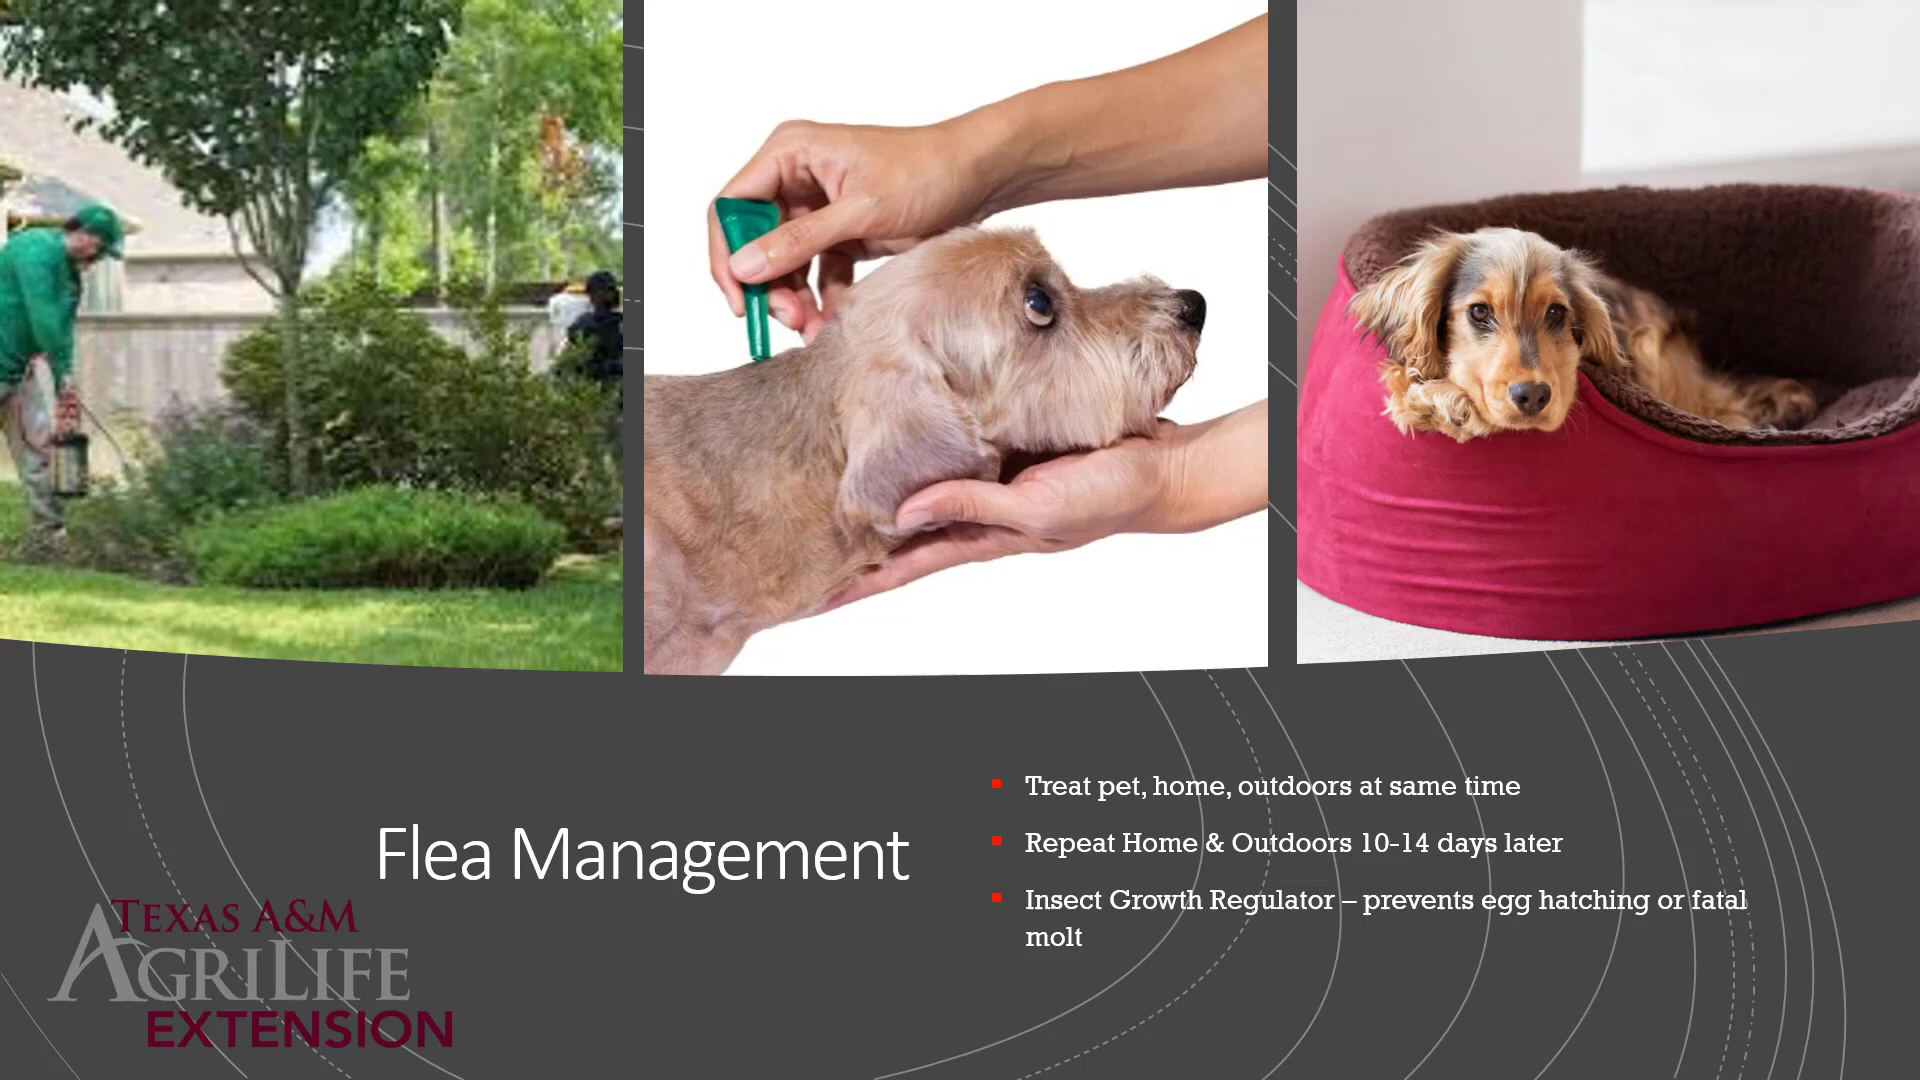 Flea Management
Treat pet, home, outdoors at same time
Repeat Home & Outdoors 10-14 days later
Insect Growth Regulator – prevents egg hatching or fatal
molt
TEXAS A&M
AGRILIFE
EXTENSION